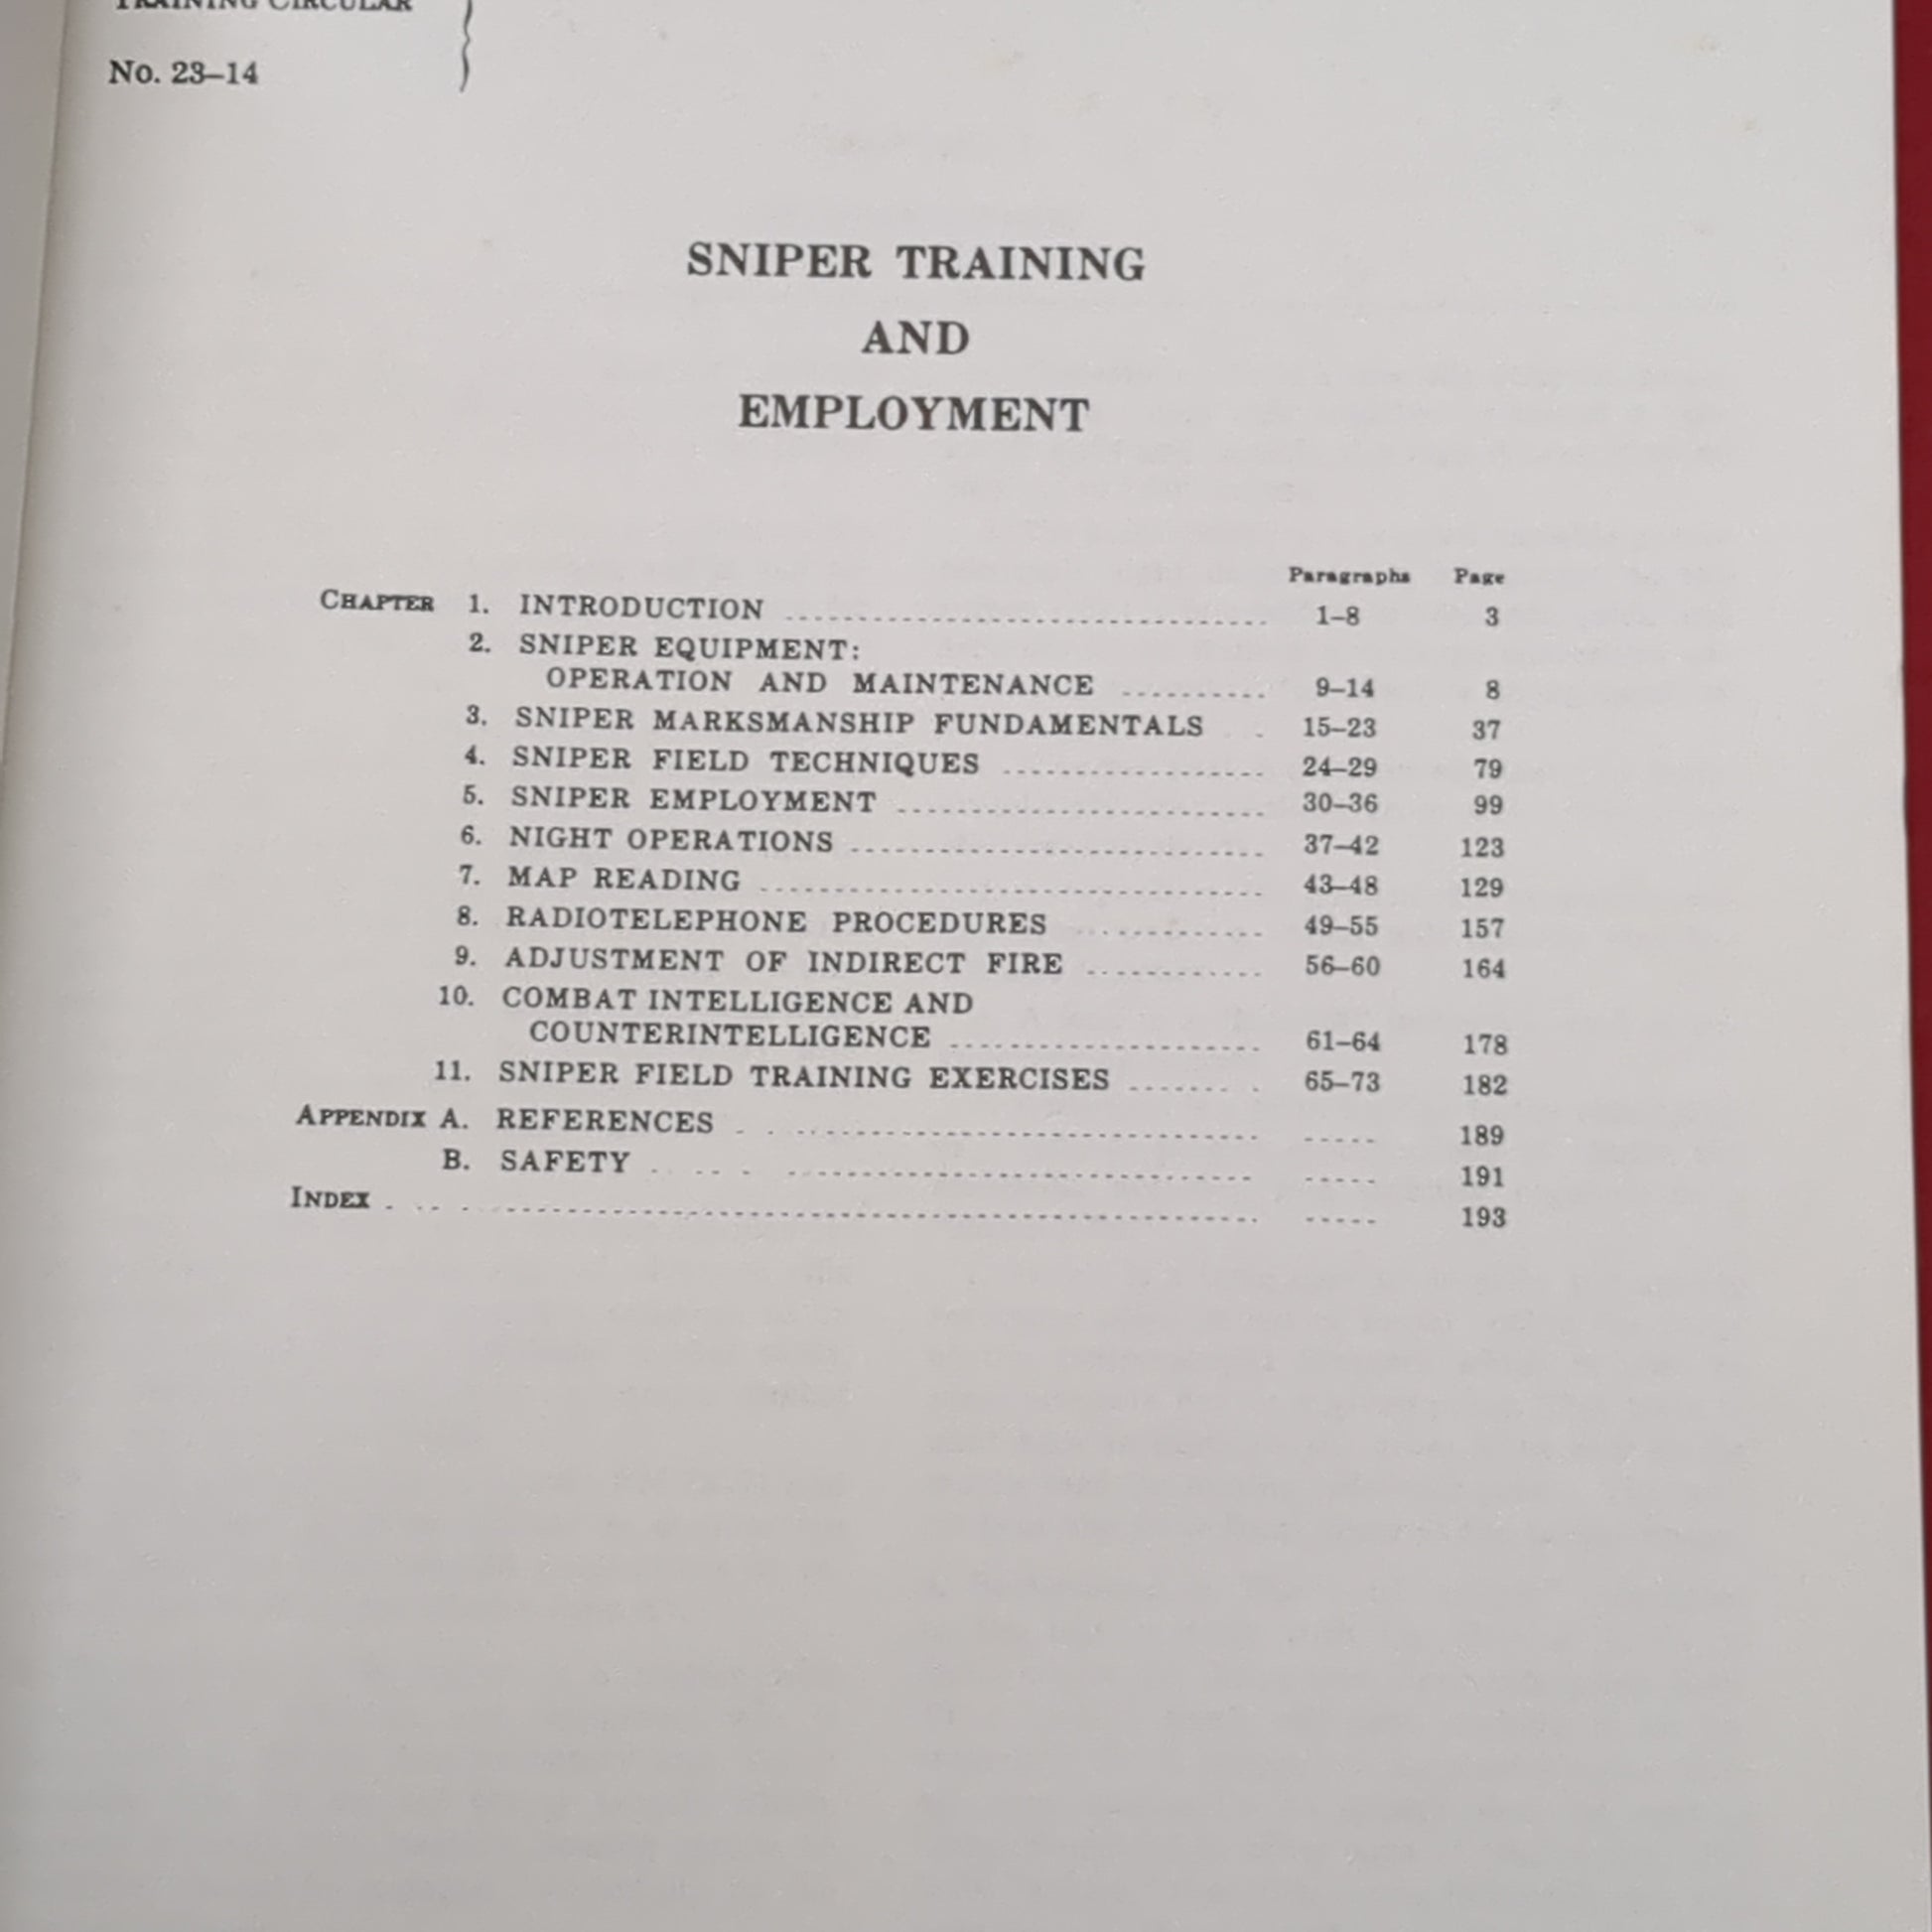 TRAINING CIRCULAR
No. 23–14
SNIPER TRAINING
AND
EMPLOYMENT
Paragraphs Page
CHAPTER 1. INTRODUCTION 1–8 3
2. SNIPER EQUIPMENT:
OPERATION AND MAINTENANCE 9–14 8
3. SNIPER MARKSMANSHIP FUNDAMENTALS 15–23 37
4. SNIPER FIELD TECHNIQUES 24–29 79
5. SNIPER EMPLOYMENT 30–36 99
6. NIGHT OPERATIONS 37–42 123
7. MAP READING 43–48 129
8. RADIOTELEPHONE PROCEDURES 49–55 157
9. ADJUSTMENT OF INDIRECT FIRE 56–60 164
10. COMBAT INTELLIGENCE AND
COUNTERINTELLIGENCE 61–64 178
11. SNIPER FIELD TRAINING EXERCISES 65–73 182
APPENDIX A. REFERENCES ----- 189
B. SAFETY ----- 191
INDEX ----- 193